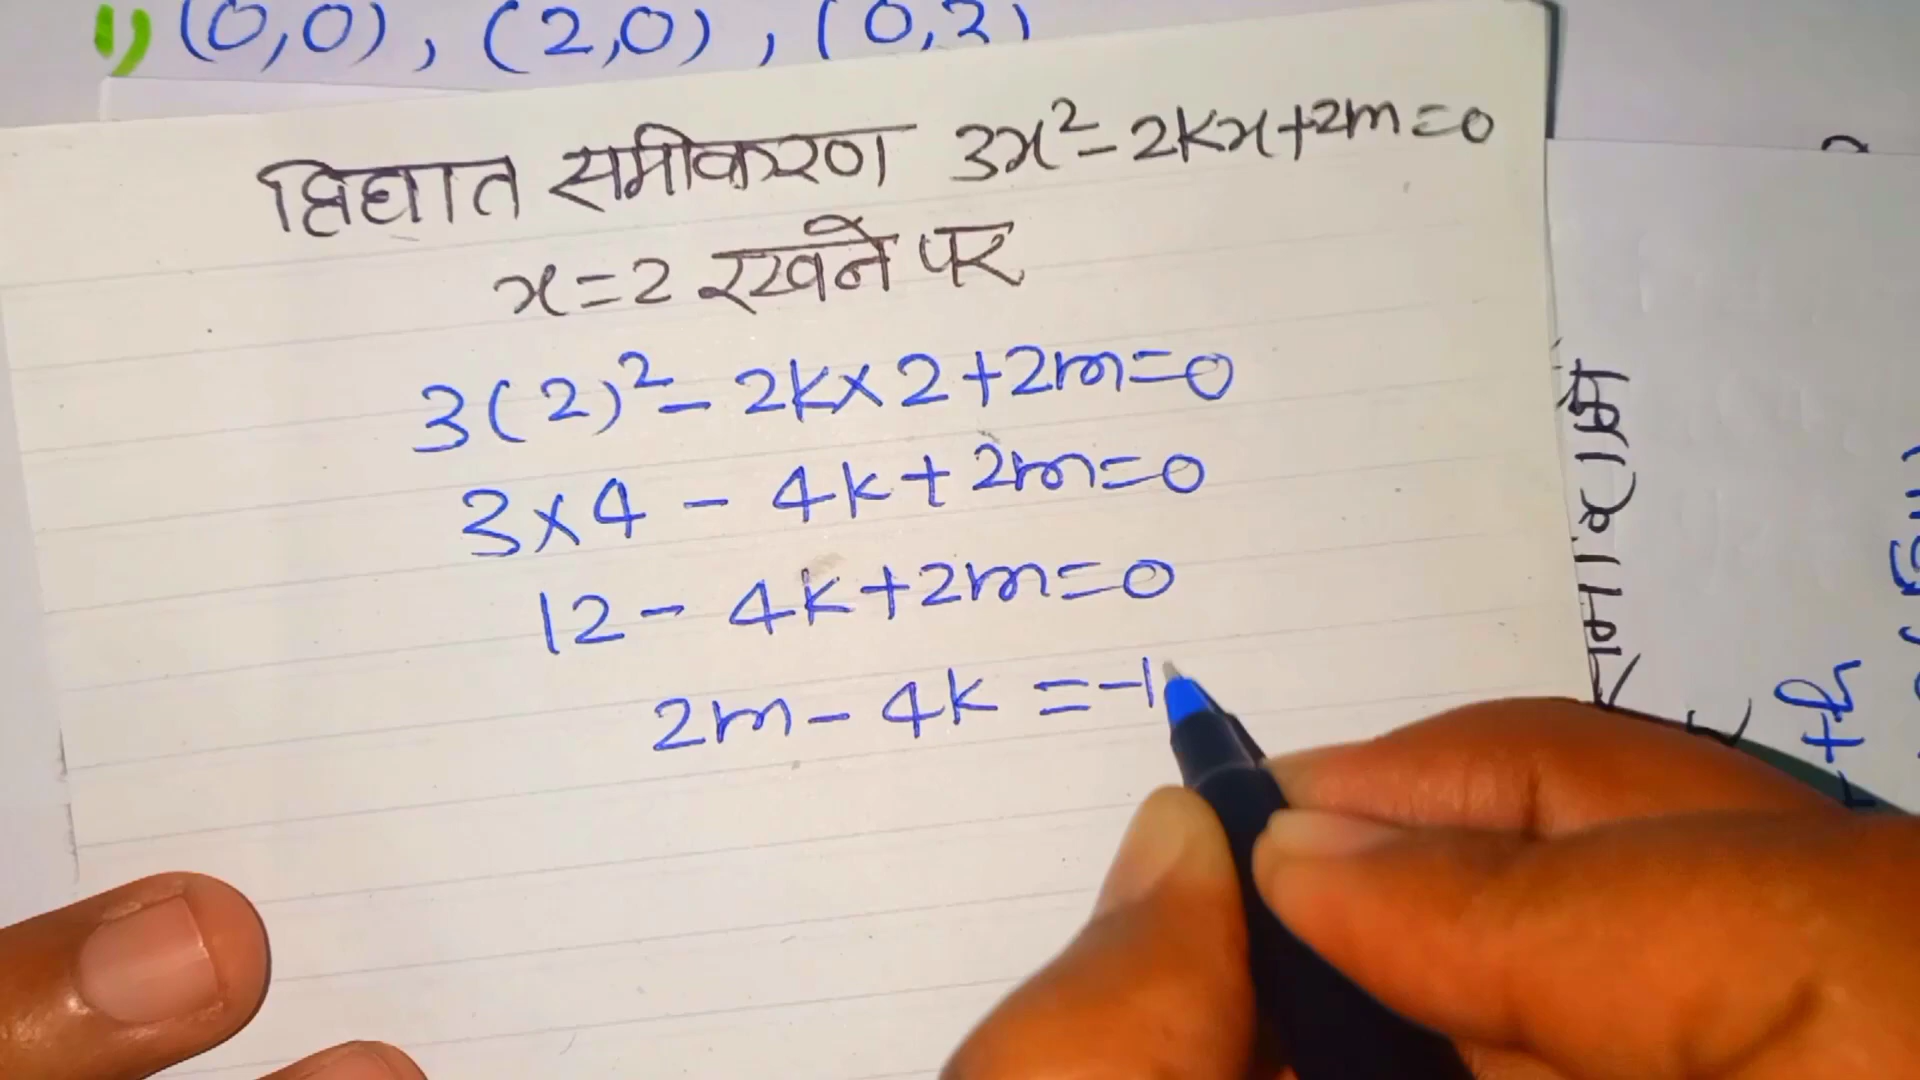 1) (0,0), (2,0), (0,2)
द्विघात समीकरण 3x²-2kx+2m=0
x=2 रखने पर
3(2)²-2k×2+2m=0
3×4-4k+2m=0
12-4k+2m=0
2m-4k=-1